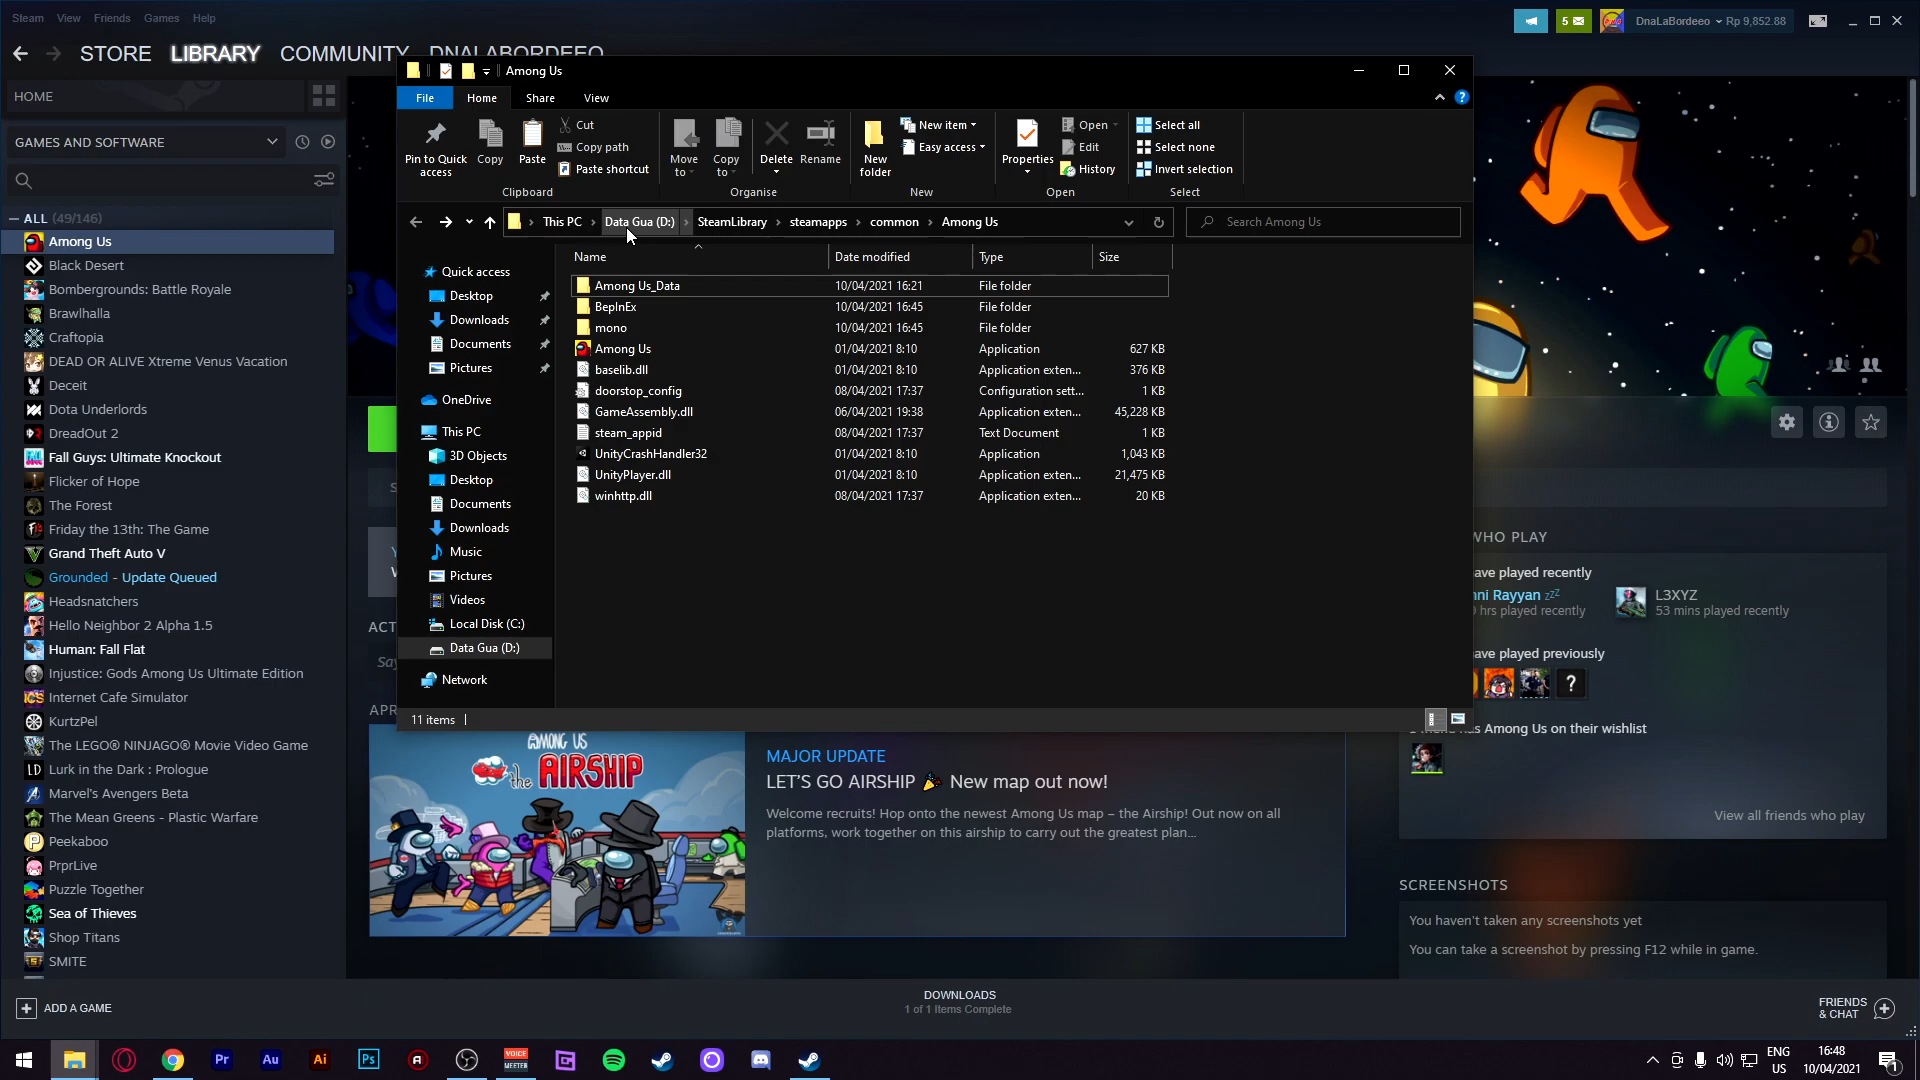 Steam View Friends Games Help
5
DnaLaBordeeo Rp 9,852.88
STORE LIBRARY COMMUNITY DNALABORDEEO
HOME
GAMES AND SOFTWARE
ALL (49/146)
Among Us
Black Desert
Bombergrounds: Battle Royale
Brawlhalla
Craftopia
DEAD OR ALIVE Xtreme Venus Vacation
Deceit
Dota Underlords
DreadOut 2
Fall Guys: Ultimate Knockout
Flicker of Hope
The Forest
Friday the 13th: The Game
Grand Theft Auto V
Grounded - Update Queued
Headsnatchers
Hello Neighbor 2 Alpha 1.5
Human: Fall Flat
Injustice: Gods Among Us Ultimate Edition
Internet Cafe Simulator
KurtzPel
The LEGO® NINJAGO® Movie Video Game
Lurk in the Dark : Prologue
Marvel's Avengers Beta
The Mean Greens - Plastic Warfare
Peekaboo
PrprLive
Puzzle Together
Sea of Thieves
Shop Titans
SMITE
ADD A GAME
Among Us
File Home Share View
Pin to Quick access
Copy
Paste
Cut
Copy path
Paste shortcut
Clipboard
Move to
Copy to
Delete
Rename
Organise
New folder
New item
Easy access
New
Properties
Open
Edit
History
Open
Select all
Select none
Invert selection
Select
This PC > Data Gua (D:) > SteamLibrary > steamapps > common > Among Us
Search Among Us
Quick access
Desktop
Downloads
Documents
Pictures
OneDrive
This PC
3D Objects
Desktop
Documents
Downloads
Music
Pictures
Videos
Local Disk (C:)
Data Gua (D:)
Network
Name Date modified Type Size
Among Us_Data 10/04/2021 16:21 File folder
BepInEx 10/04/2021 16:45 File folder
mono 10/04/2021 16:45 File folder
Among Us 01/04/2021 8:10 Application 627 KB
baselib.dll 01/04/2021 8:10 Application exten... 376 KB
doorstop_config 08/04/2021 17:37 Configuration sett... 1 KB
GameAssembly.dll 06/04/2021 19:38 Application exten... 45,228 KB
steam_appid 08/04/2021 17:37 Text Document 1 KB
UnityCrashHandler32 01/04/2021 8:10 Application 1,043 KB
UnityPlayer.dll 01/04/2021 8:10 Application exten... 21,475 KB
winhttp.dll 08/04/2021 17:37 Application exten... 20 KB
11 items
ACT
APR
AMONG US
the AIRSHIP
MAJOR UPDATE
LET'S GO AIRSHIP 🎉 New map out now!
Welcome recruits! Hop onto the newest Among Us map – the Airship! Out now on all
platforms, work together on this airship to carry out the greatest plan...
WHO PLAY
ave played recently
nni Rayyan zzZ
hrs played recently
L3XYZ
53 mins played recently
ave played previously
?
Among Us on their wishlist
View all friends who play
SCREENSHOTS
You haven't taken any screenshots yet
You can take a screenshot by pressing F12 while in game.
DOWNLOADS
1 of 1 Items Complete
FRIENDS
& CHAT
Pr Au Ai Ps
VOICE
MEETER
ENG
US
16:48
10/04/2021
1